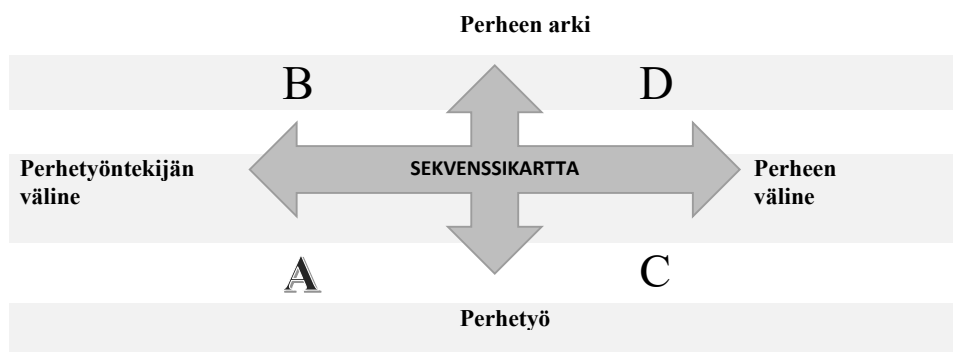 Perheen arki
B D
Perhetyöntekijän
väline
SEKVENSSIKARTTA
Perheen
väline
A C
Perhetyö